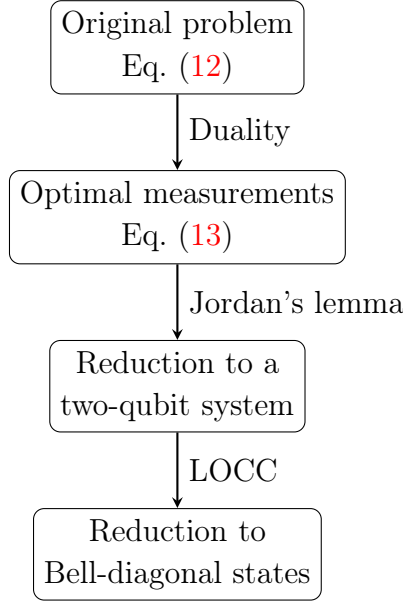 Original problem
Eq. (12)
Duality
Optimal measurements
Eq. (13)
Jordan's lemma
Reduction to a
two-qubit system
LOCC
Reduction to
Bell-diagonal states